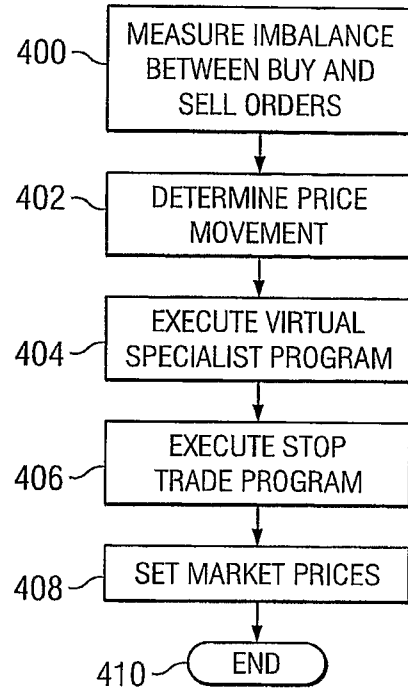 400
MEASURE IMBALANCE
BETWEEN BUY AND
SELL ORDERS
402
DETERMINE PRICE
MOVEMENT
404
EXECUTE VIRTUAL
SPECIALIST PROGRAM
406
EXECUTE STOP
TRADE PROGRAM
408
SET MARKET PRICES
410
END